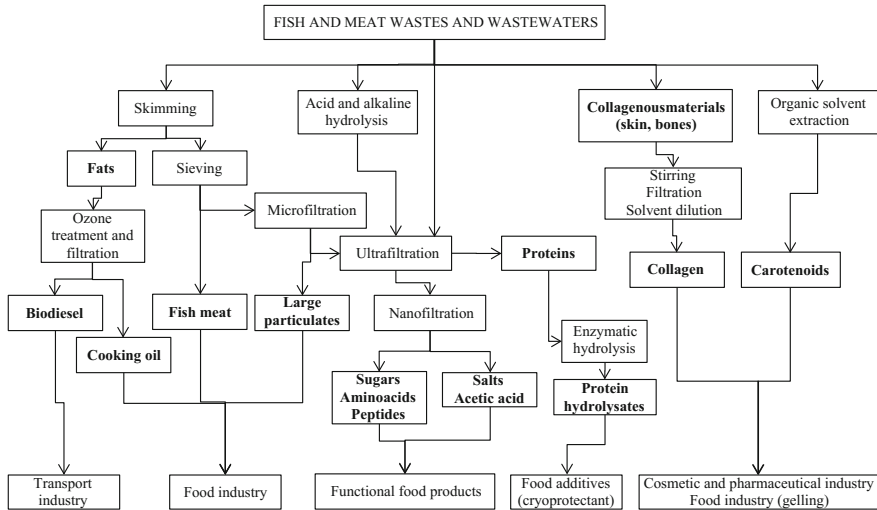 FISH AND MEAT WASTES AND WASTEWATERS
Skimming
Acid and alkaline
hydrolysis
Collagenousmaterials
(skin, bones)
Organic solvent
extraction
Fats
Sieving
Stirring
Filtration
Solvent dilution
Ozone
treatment and
filtration
Microfiltration
Ultrafiltration
Proteins
Collagen
Carotenoids
Biodiesel
Fish meat
Large
particulates
Nanofiltration
Enzymatic
hydrolysis
Cooking oil
Sugars
Aminoacids
Peptides
Salts
Acetic acid
Protein
hydrolysates
Transport
industry
Food industry
Functional food products
Food additives
(cryoprotectant)
Cosmetic and pharmaceutical industry
Food industry (gelling)